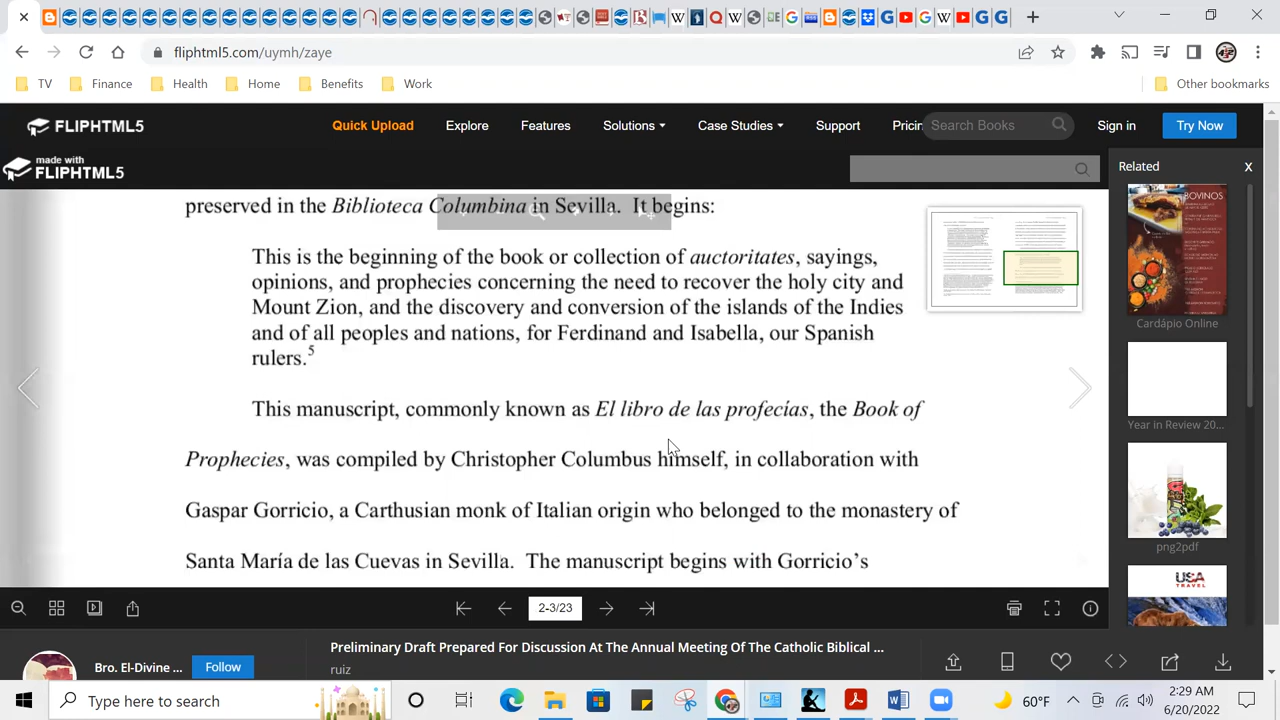 fliphtml5.com/uymh/zaye
TV
Finance
Health
Home
Benefits
Work
Other bookmarks
FLIPHTML5
Quick Upload
Explore
Features
Solutions
Case Studies
Support
Pricin
Search Books
Sign in
Try Now
made with
FLIPHTML5
Related
X
preserved in the Biblioteca Colombina in Sevilla. It begins:
This is the beginning of the book or collection of auctoritates, sayings,
opinions, and prophecies concerning the need to recover the holy city and
Mount Zion, and the discovery and conversion of the islands of the Indies
and of all peoples and nations, for Ferdinand and Isabella, our Spanish
rulers.5
This manuscript, commonly known as El libro de las profecías, the Book of
Prophecies, was compiled by Christopher Columbus himself, in collaboration with
Gaspar Gorricio, a Carthusian monk of Italian origin who belonged to the monastery of
Santa María de las Cuevas in Sevilla. The manuscript begins with Gorricio's
BOVINOS
Cardápio Online
Year in Review 20...
png2pdf
USA
TRAVEL
2-3/23
Bro. El-Divine ...
Follow
Preliminary Draft Prepared For Discussion At The Annual Meeting Of The Catholic Biblical ...
ruiz
Type here to search
60°F
2:29 AM
6/20/2022